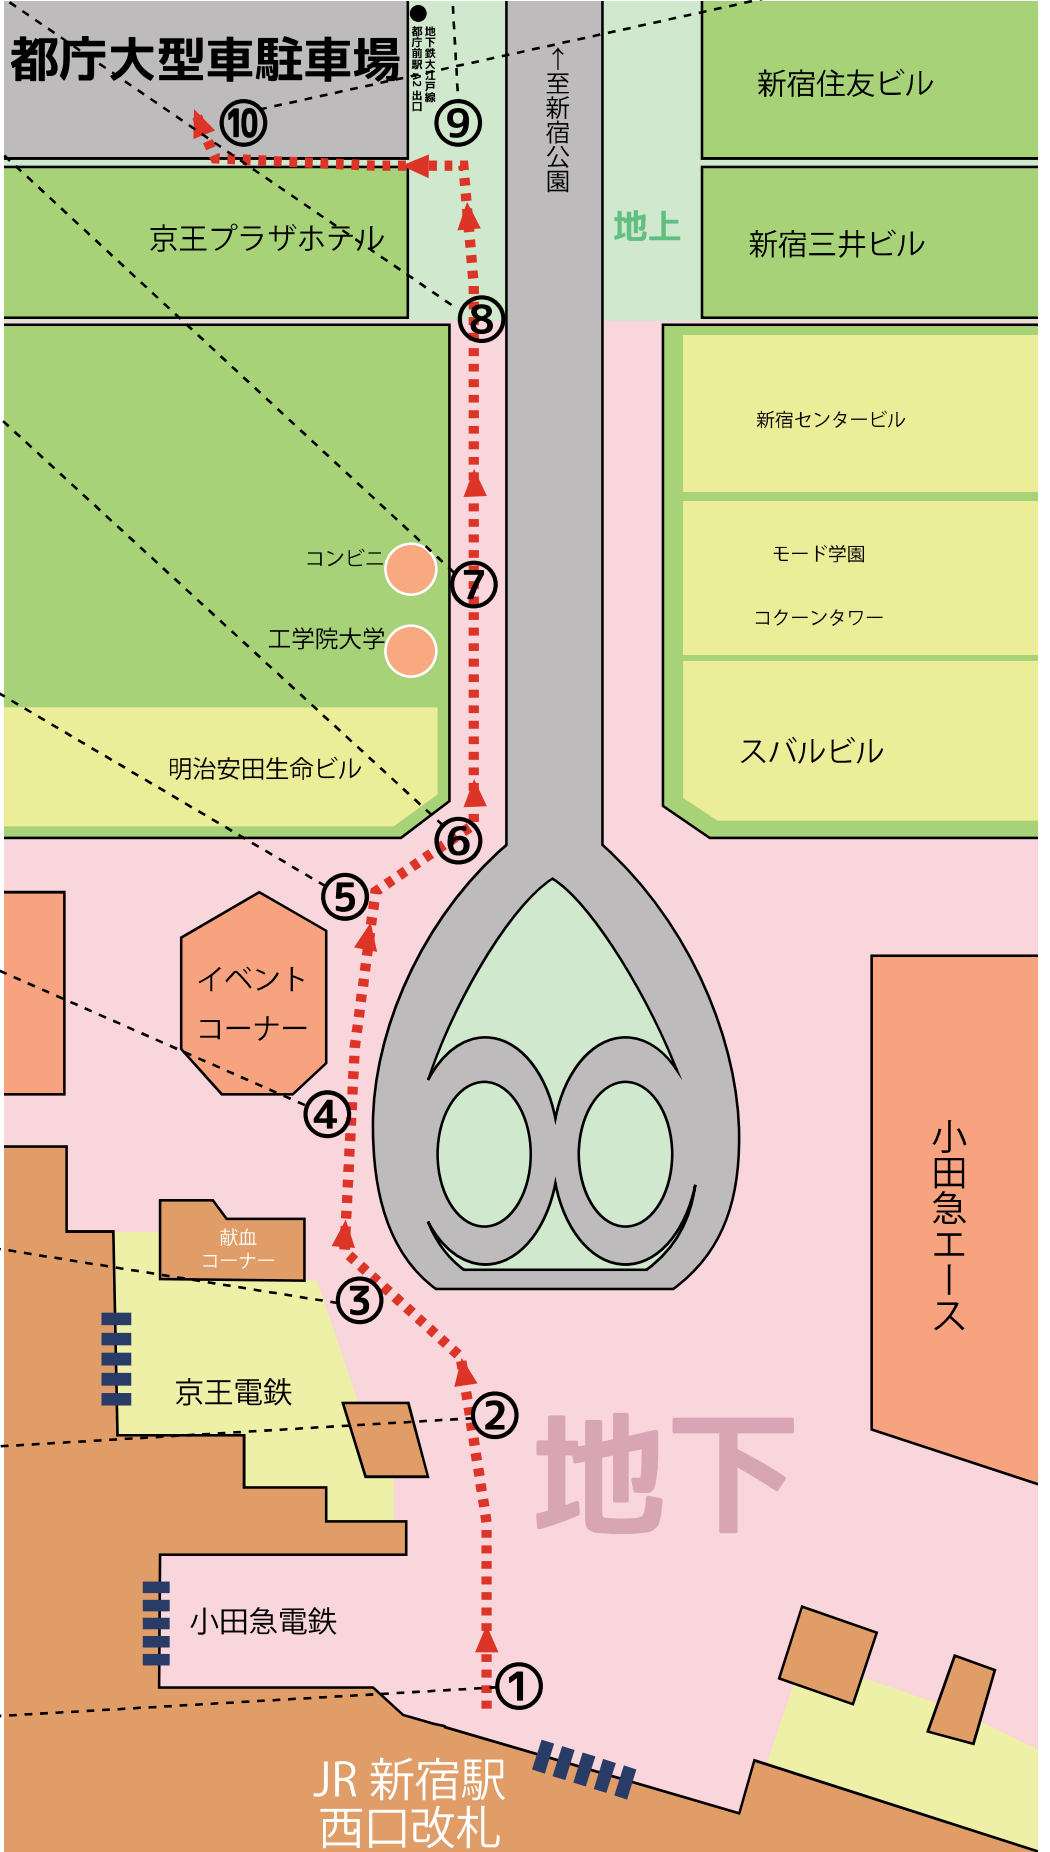 都庁大型車駐車場
地下鉄大江戸線
都庁前駅 A2 出口
⑩
⑨
←至新宿公園
新宿住友ビル
京王プラザホテル
地上
新宿三井ビル
⑧
新宿センタービル
コンビニ
⑦
モード学園
コクーンタワー
工学院大学
明治安田生命ビル
スバルビル
⑥
⑤
イベント
コーナー
④
小田急エース
献血
コーナー
③
京王電鉄
②
地下
小田急電鉄
①
JR 新宿駅
西口改札